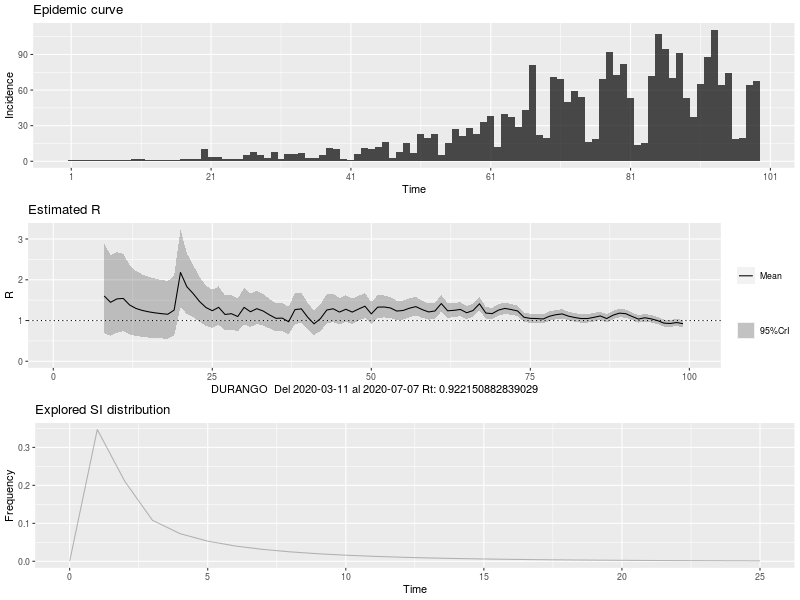 Epidemic curve
90
60
30
0
Incidence
1 21 41 61 81 101
Time
Estimated R
3
2
1
0
R
Mean
95%CrI
0 25 50 75 100
DURANGO Del 2020-03-11 al 2020-07-07 Rt: 0.922150882839029
Explored SI distribution
0.3
0.2
0.1
0.0
Frequency
0 5 10 15 20 25
Time